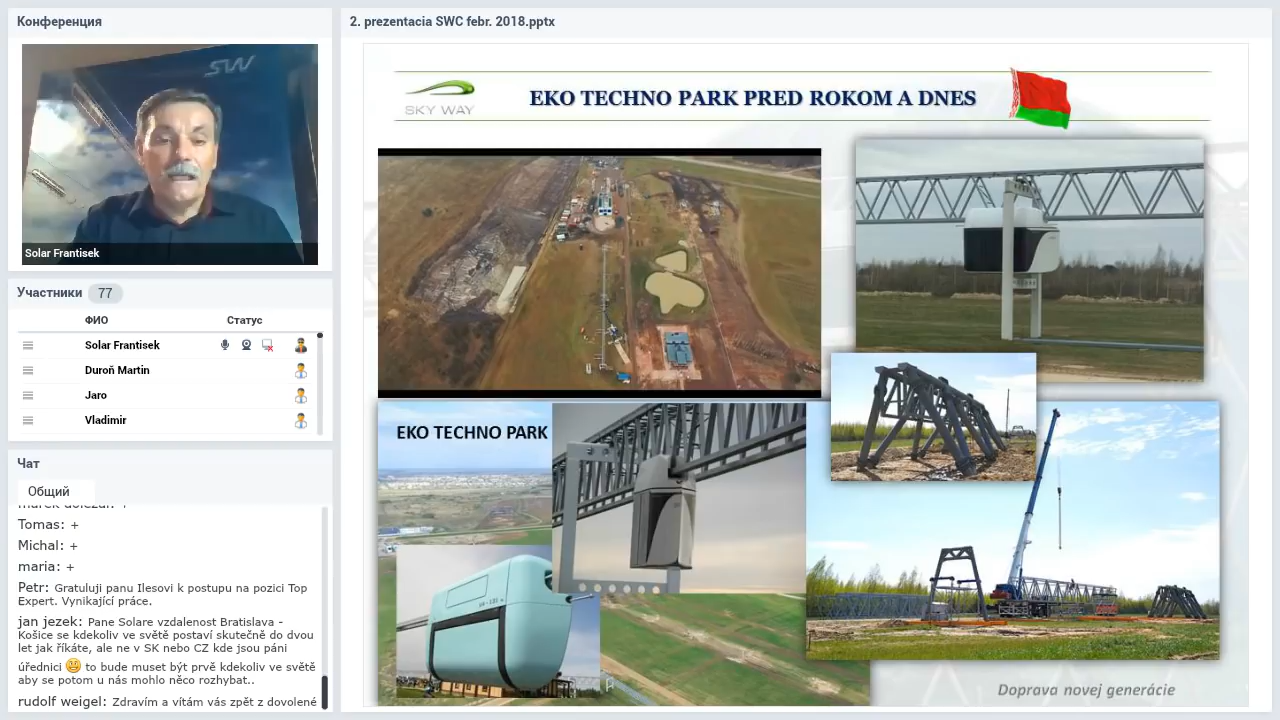 Конференция
SW
Solar Frantisek
Участники 77
ФИО Статус
Solar Frantisek
Duroň Martin
Jaro
Vladimir
Чат
Общий
Tomas: +
Michal: +
maria: +
Petr: Gratuluji panu Ilesovi k postupu na pozici Top
Expert. Vynikající práce.
jan jezek: Pane Solare vzdalenost Bratislava -
Košice se kdekoliv ve světě postaví skutečně do dvou
let jak říkáte, ale ne v SK nebo CZ kde jsou páni
úřednici 😀 to bude muset být prvě kdekoliv ve světě
aby se potom u nás mohlo něco rozhybat..
rudolf weigel: Zdravím a vítám vás zpět z dovolené
2. prezentacia SWC febr. 2018.pptx
SKY WAY
EKO TECHNO PARK PRED ROKOM A DNES
EKO TECHNO PARK
Doprava novej generácie